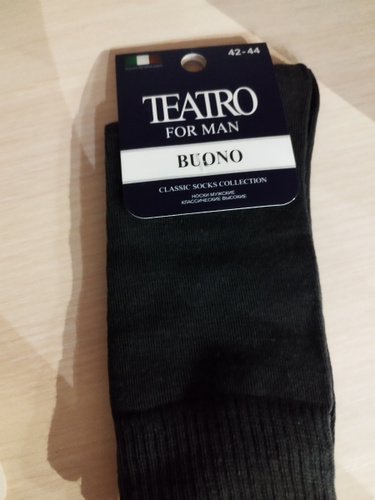 42-44
TEATRO
FOR MAN
BUONO
CLASSIC SOCKS COLLECTION
НОСКИ МУЖСКИЕ
КЛАССИЧЕСКИЕ ВЫСОКИЕ